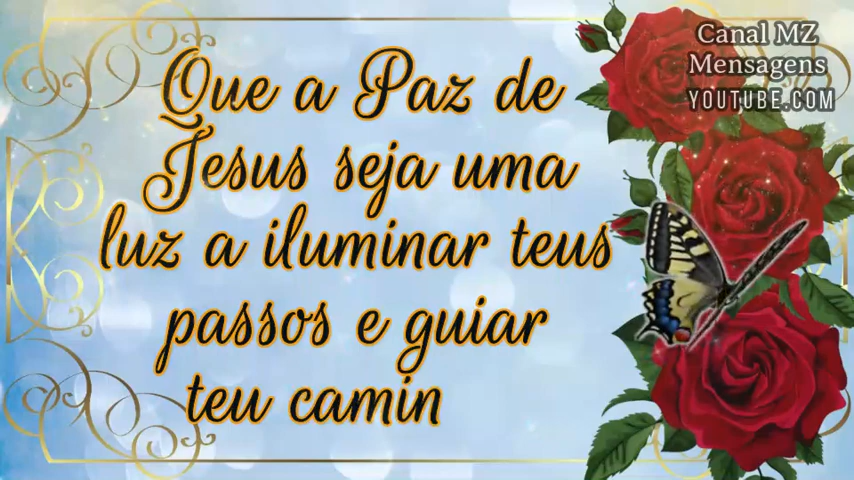 Canal MZ
Mensagens
YOUTUBE.COM
Que a Paz de
Jesus seja uma
luz a iluminar teus
passos e guiar
teu camin